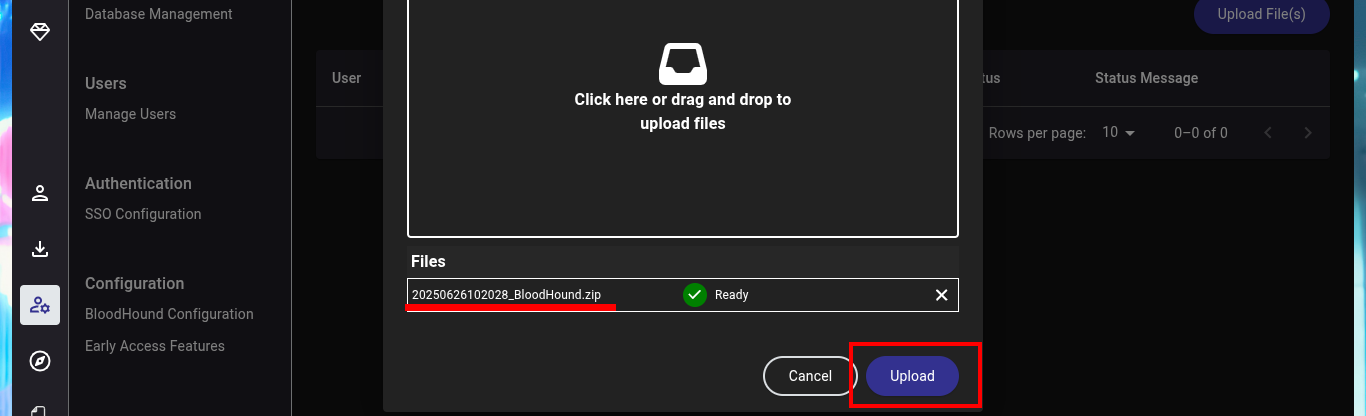 Database Management
Users
Manage Users
Authentication
SSO Configuration
Configuration
BloodHound Configuration
Early Access Features
Upload File(s)
User
tus
Status Message
Rows per page: 10 0–0 of 0
Click here or drag and drop to
upload files
Files
20250626102028_BloodHound.zip Ready
Cancel Upload